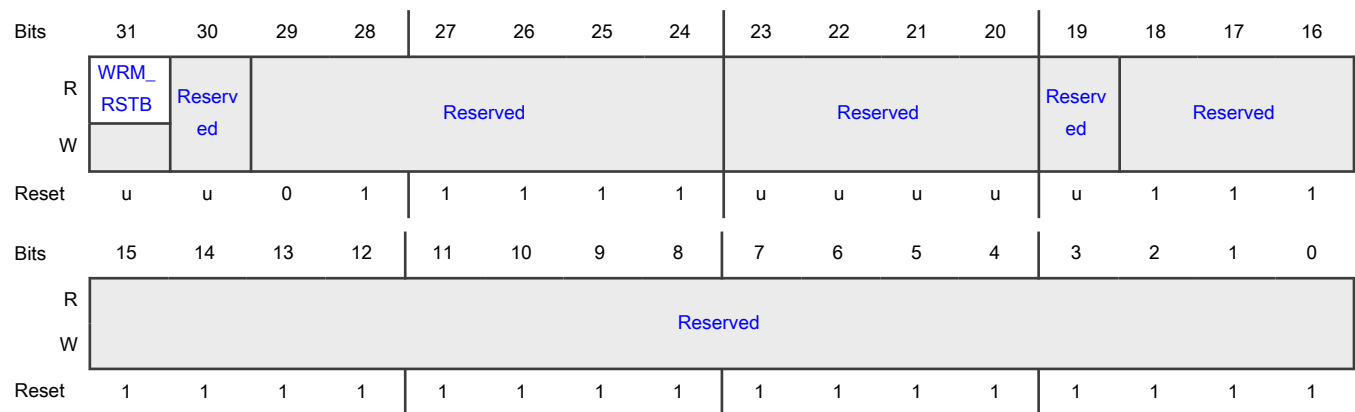 Bits 31 30 29 28 27 26 25 24 23 22 21 20 19 18 17 16
R WRM_
RSTB Reserv
ed Reserved Reserved Reserv
ed Reserved
W
Reset u u 0 1 1 1 1 1 u u u u u 1 1 1
Bits 15 14 13 12 11 10 9 8 7 6 5 4 3 2 1 0
R
Reserved
W
Reset 1 1 1 1 1 1 1 1 1 1 1 1 1 1 1 1